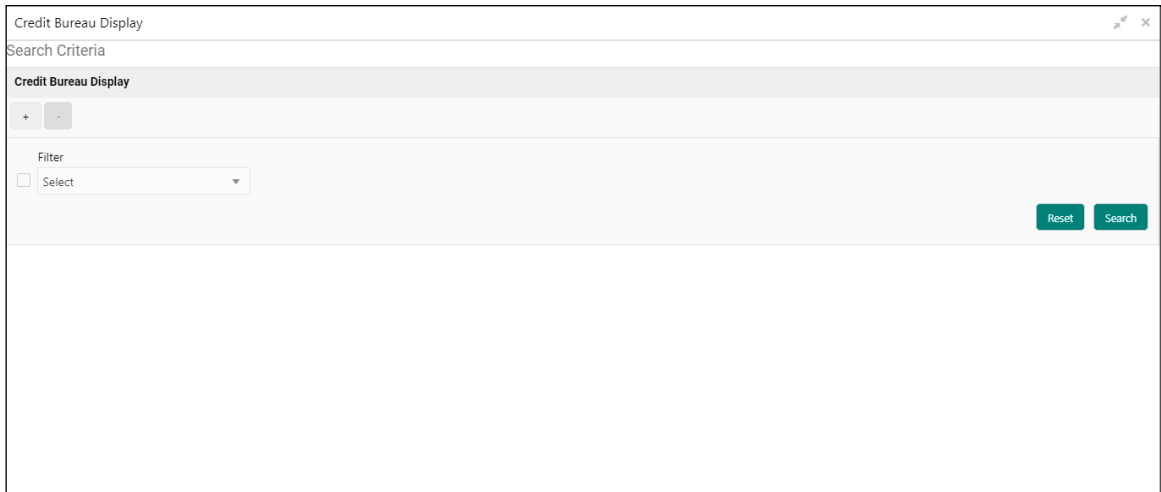 Credit Bureau Display
Search Criteria
Credit Bureau Display
+ -
Filter
Select
Reset Search